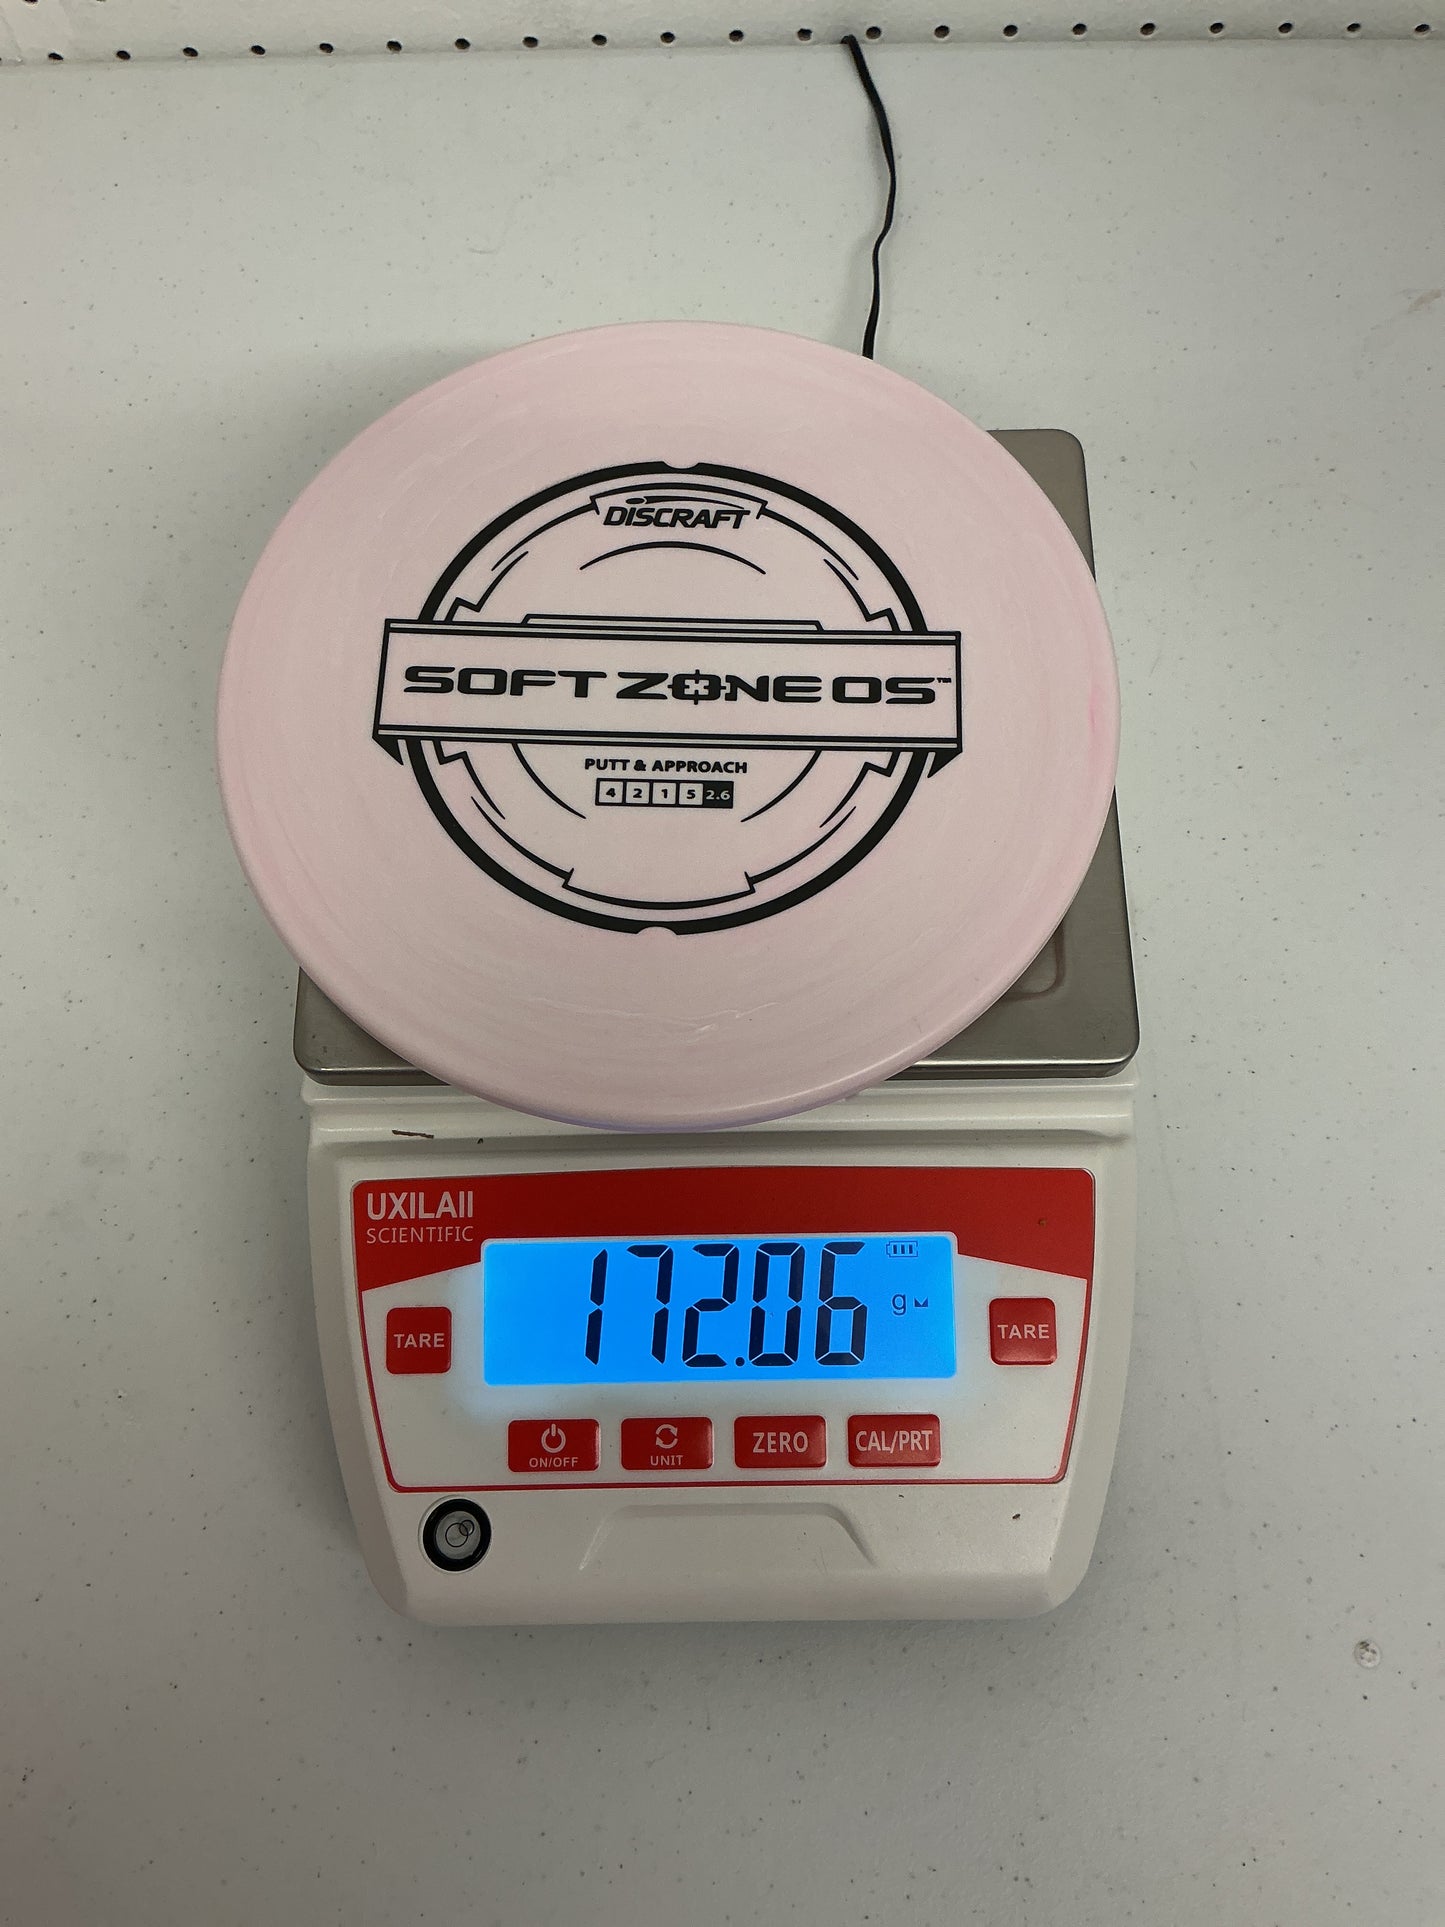 DISCRAFT
SOFT ZONE OS™
PUTT & APPROACH
4 2 1 5 2.6
UXILAII
SCIENTIFIC
172.06 g
TARE
TARE
ON/OFF
UNIT
ZERO
CAL/PRT